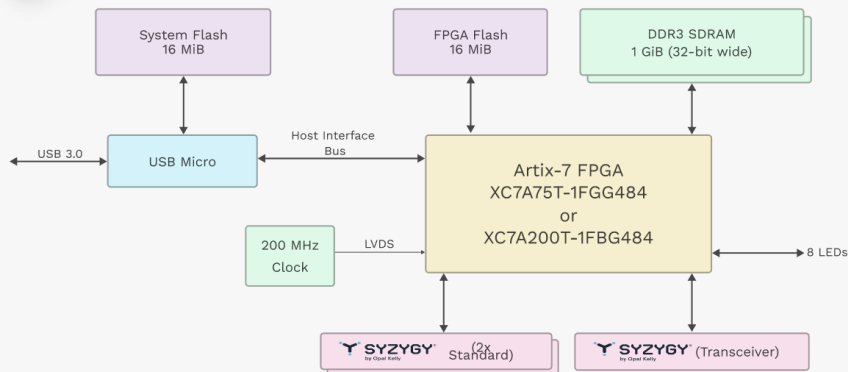 System Flash
16 MiB
FPGA Flash
16 MiB
DDR3 SDRAM
1 GiB (32-bit wide)
USB 3.0
USB Micro
Host Interface
Bus
Artix-7 FPGA
XC7A75T-1FGG484
or
XC7A200T-1FBG484
200 MHz
Clock
LVDS
8 LEDs
SYZYGY®
by Opal Kelly
(2x
Standard)
SYZYGY®
by Opal Kelly
(Transceiver)